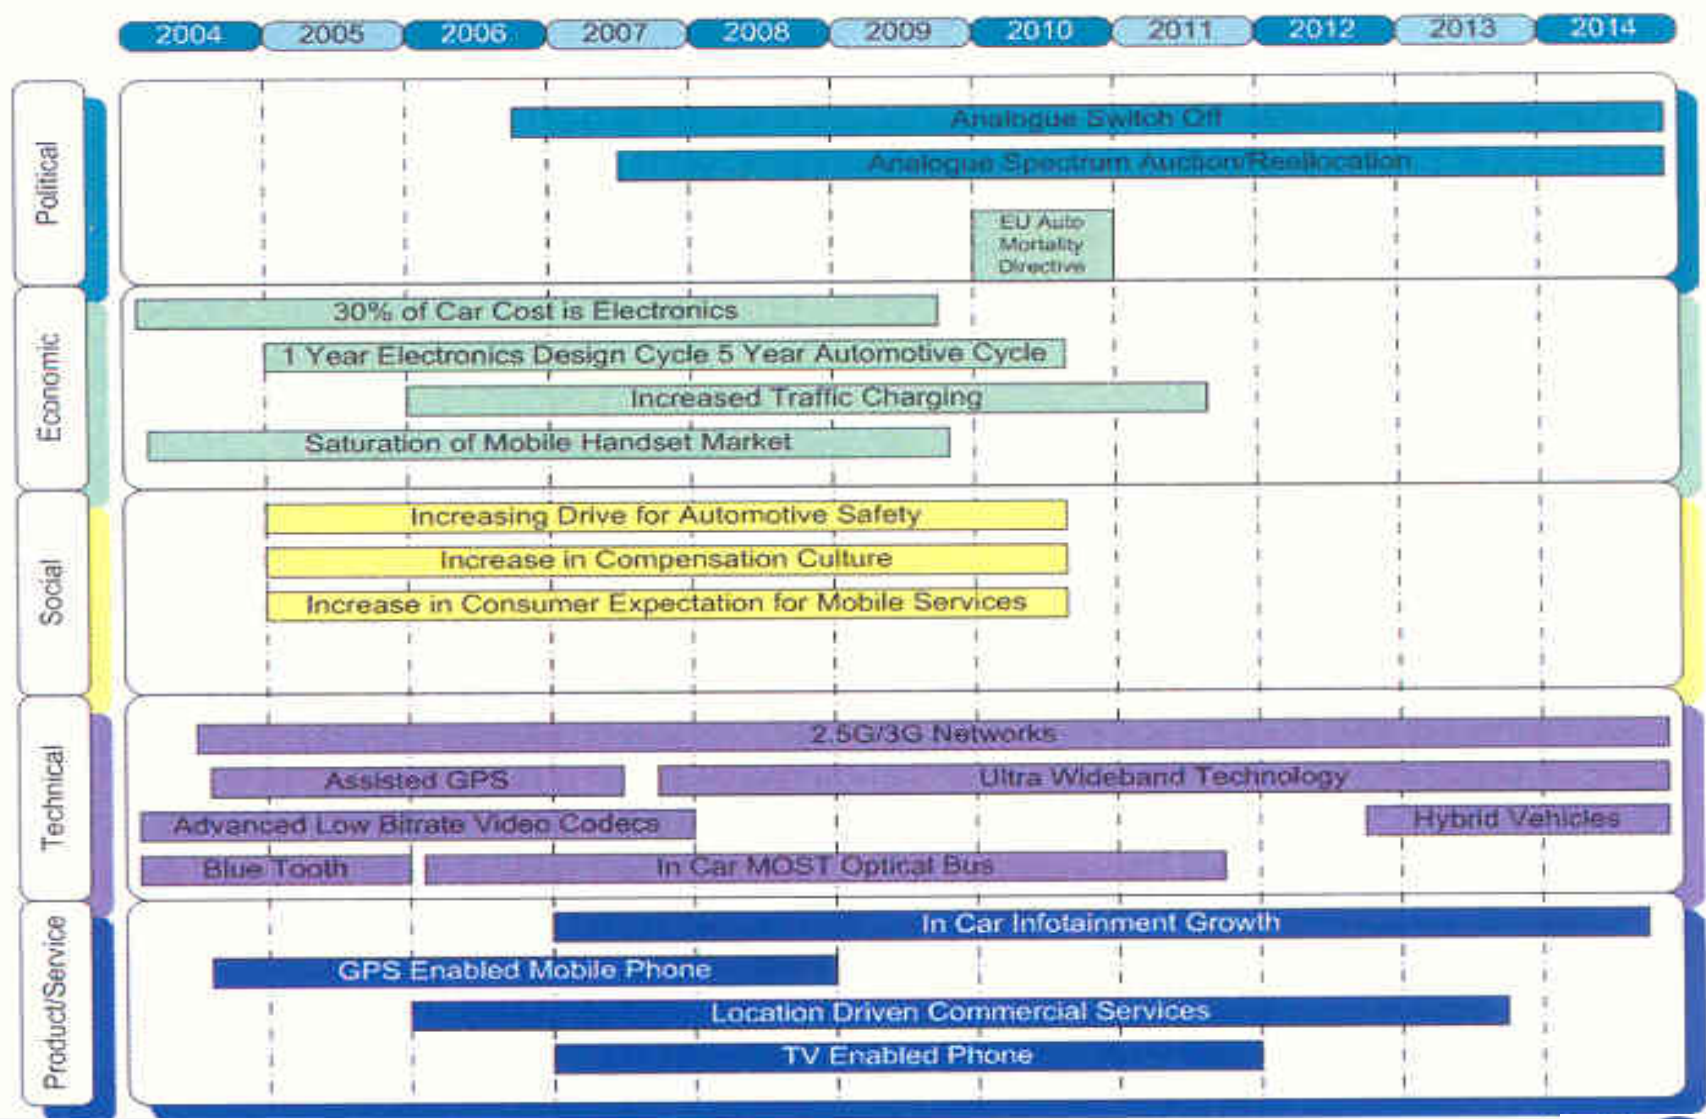 2004 2005 2006 2007 2008 2009 2010 2011 2012 2013 2014
Political
Analogue Switch Off
Analogue Spectrum Auction/Reallocation
EU Auto
Mortality
Directive
Economic
30% of Car Cost is Electronics
1 Year Electronics Design Cycle 5 Year Automotive Cycle
Increased Traffic Charging
Saturation of Mobile Handset Market
Social
Increasing Drive for Automotive Safety
Increase in Compensation Culture
Increase in Consumer Expectation for Mobile Services
Technical
2.5G/3G Networks
Assisted GPS
Ultra Wideband Technology
Advanced Low Bitrate Video Codecs
Hybrid Vehicles
Blue Tooth
In Car MOST Optical Bus
Product/Service
In Car Infotainment Growth
GPS Enabled Mobile Phone
Location Driven Commercial Services
TV Enabled Phone